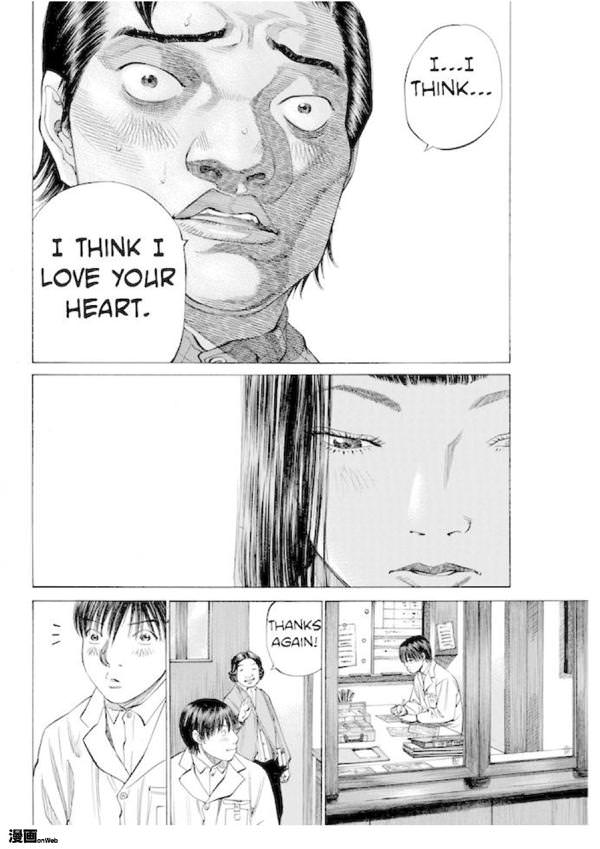 I...I
THINK...
I THINK I
LOVE YOUR
HEART.
THANKS
AGAIN!
漫画onWeb